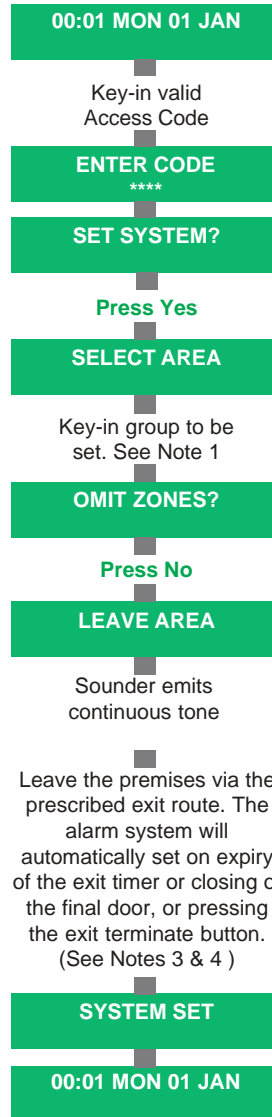 00:01 MON 01 JAN
Key-in valid
Access Code
ENTER CODE
****
SET SYSTEM?
Press Yes
SELECT AREA
Key-in group to be
set. See Note 1
OMIT ZONES?
Press No
LEAVE AREA
Sounder emits
continuous tone
Leave the premises via the
prescribed exit route. The
alarm system will
automatically set on expiry
of the exit timer or closing o
the final door, or pressing
the exit terminate button.
(See Notes 3 & 4 )
SYSTEM SET
00:01 MON 01 JAN